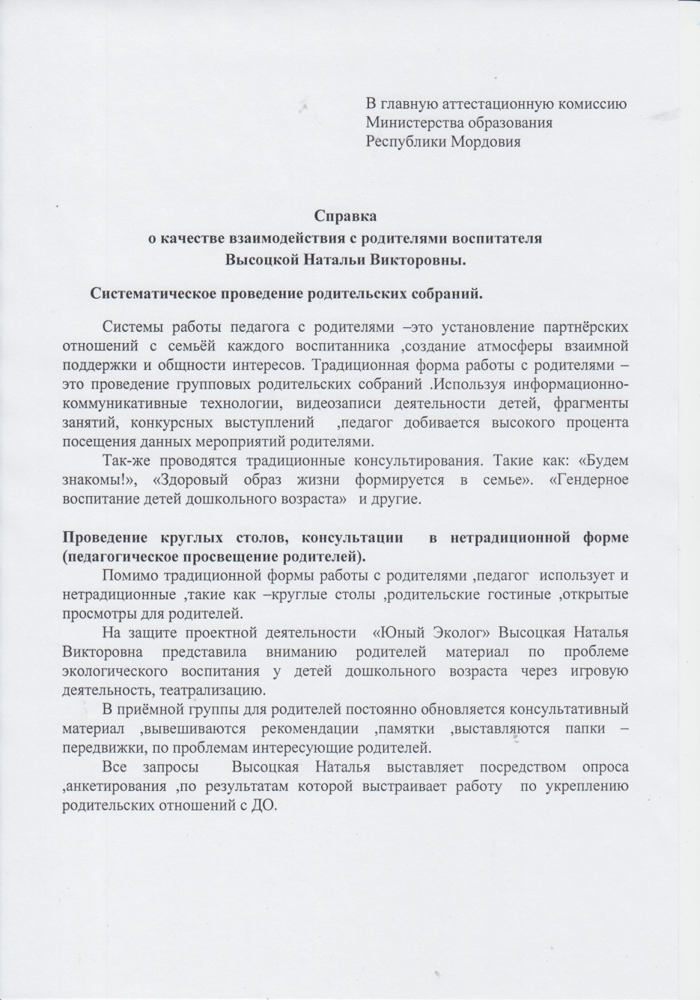 В главную аттестационную комиссию
Министерства образования
Республики Мордовия
Справка
о качестве взаимодействия с родителями воспитателя
Высоцкой Натальи Викторовны.
Систематическое проведение родительских собраний.
Системы работы педагога с родителями –это установление партнёрских
отношений с семьёй каждого воспитанника ,создание атмосферы взаимной
поддержки и общности интересов. Традиционная форма работы с родителями –
это проведение групповых родительских собраний .Используя информационно-
коммуникативные технологии, видеозаписи деятельности детей, фрагменты
занятий, конкурсных выступлений ,педагог добивается высокого процента
посещения данных мероприятий родителями.
Так-же проводятся традиционные консультирования. Такие как: «Будем
знакомы!», «Здоровый образ жизни формируется в семье». «Гендерное
воспитание детей дошкольного возраста» и другие.
Проведение круглых столов, консультации в нетрадиционной форме
(педагогическое просвещение родителей).
Помимо традиционной формы работы с родителями ,педагог использует и
нетрадиционные ,такие как –круглые столы ,родительские гостиные ,открытые
просмотры для родителей.
На защите проектной деятельности «Юный Эколог» Высоцкая Наталья
Викторовна представила вниманию родителей материал по проблеме
экологического воспитания у детей дошкольного возраста через игровую
деятельность, театрализацию.
В приёмной группы для родителей постоянно обновляется консультативный
материал ,вывешиваются рекомендации ,памятки ,выставляются папки –
передвижки, по проблемам интересующие родителей.
Все запросы Высоцкая Наталья выставляет посредством опроса
,анкетирования ,по результатам которой выстраивает работу по укреплению
родительских отношений с ДО.